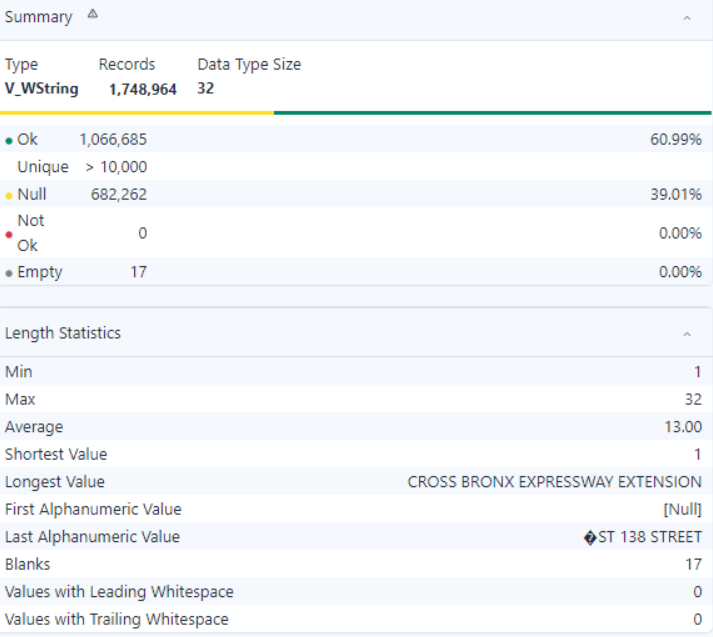 Summary
Type Records Data Type Size
V_WString 1,748,964 32
Ok 1,066,685 60.99%
Unique > 10,000
Null 682,262 39.01%
Not
Ok 0 0.00%
Empty 17 0.00%
Length Statistics
Min 1
Max 32
Average 13.00
Shortest Value 1
Longest Value CROSS BRONX EXPRESSWAY EXTENSION
First Alphanumeric Value [Null]
Last Alphanumeric Value �ST 138 STREET
Blanks 17
Values with Leading Whitespace 0
Values with Trailing Whitespace 0